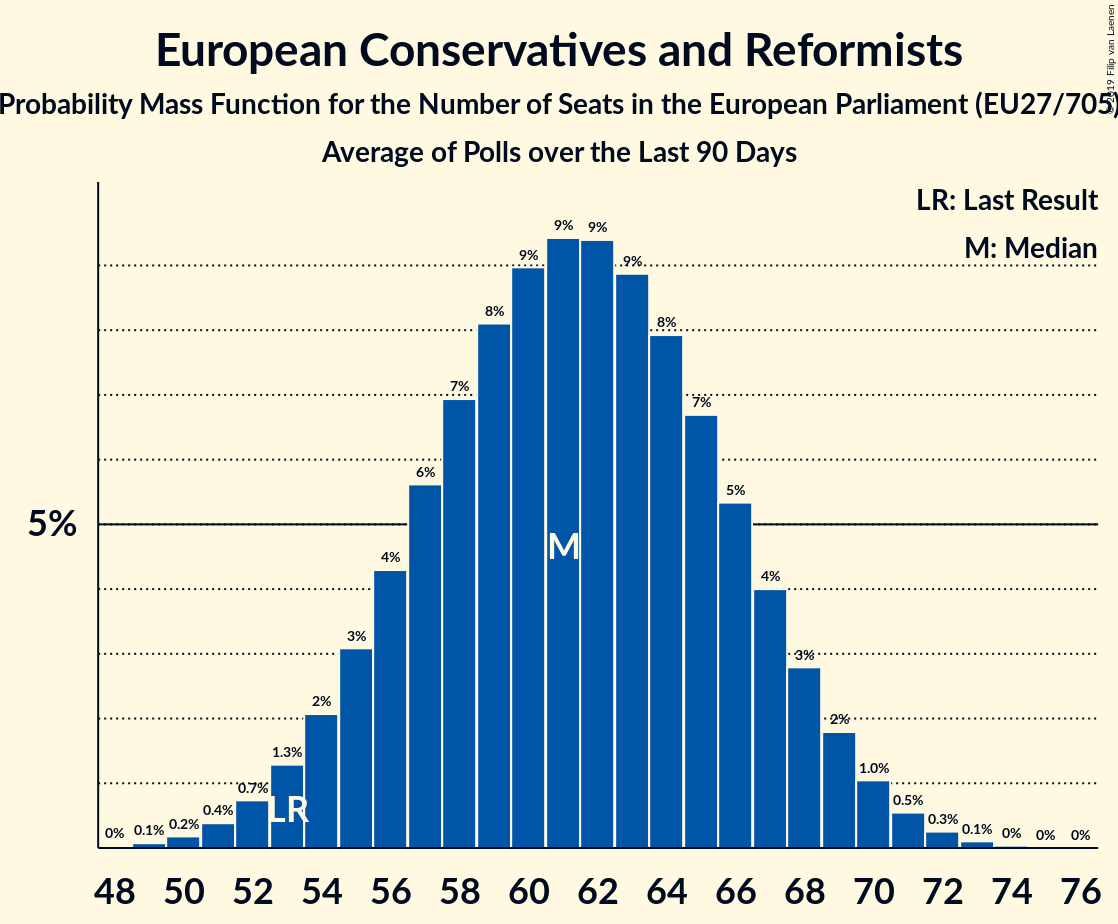 European Conservatives and Reformists
Probability Mass Function for the Number of Seats in the European Parliament (EU27/705)
Average of Polls over the Last 90 Days
© 2019 Filip van Laenen
LR: Last Result
M: Median
5%
0% 0.1% 0.2% 0.4% 0.7% 1.3% 2% 3% 4% 6% 7% 8% 9% 9% 9% 9% 8% 7% 5% 4% 3% 2% 1.0% 0.5% 0.3% 0.1% 0% 0% 0%
M
LR
48 50 52 54 56 58 60 62 64 66 68 70 72 74 76